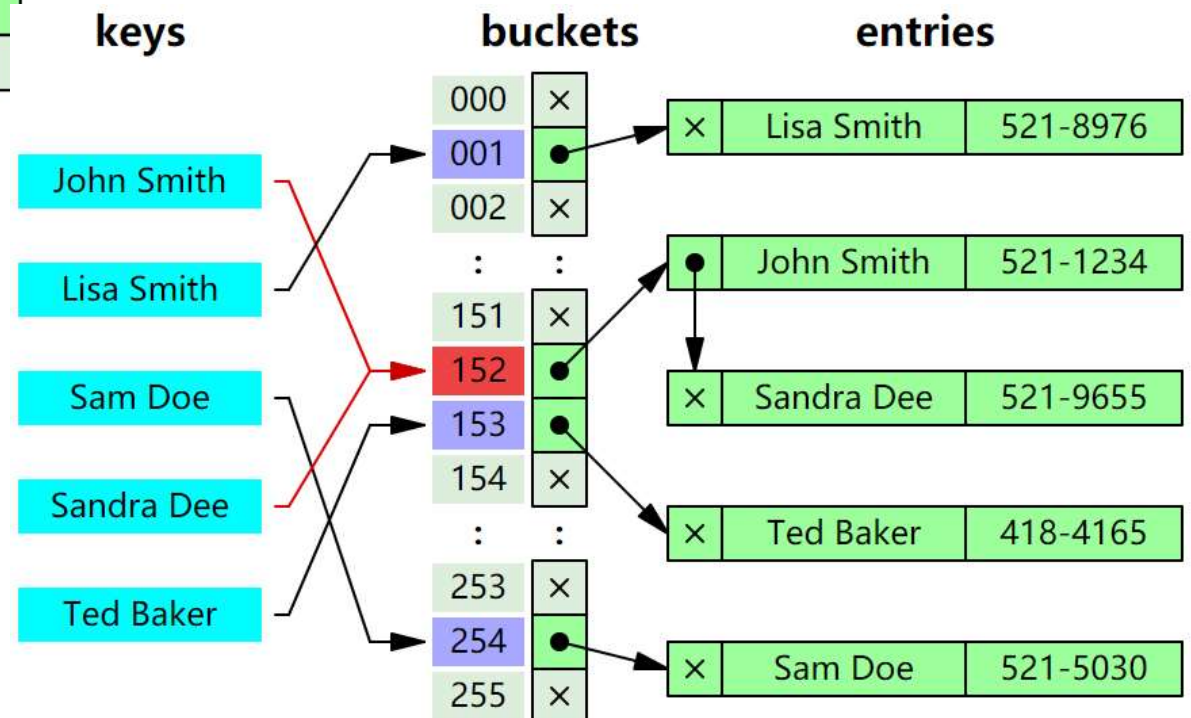 keys
buckets
entries
John Smith
Lisa Smith
Sam Doe
Sandra Dee
Ted Baker
000 ×
001
002 ×
: :
151 ×
152
153
154 ×
: :
253 ×
254
255 ×
× Lisa Smith 521-8976
John Smith 521-1234
× Sandra Dee 521-9655
× Ted Baker 418-4165
× Sam Doe 521-5030